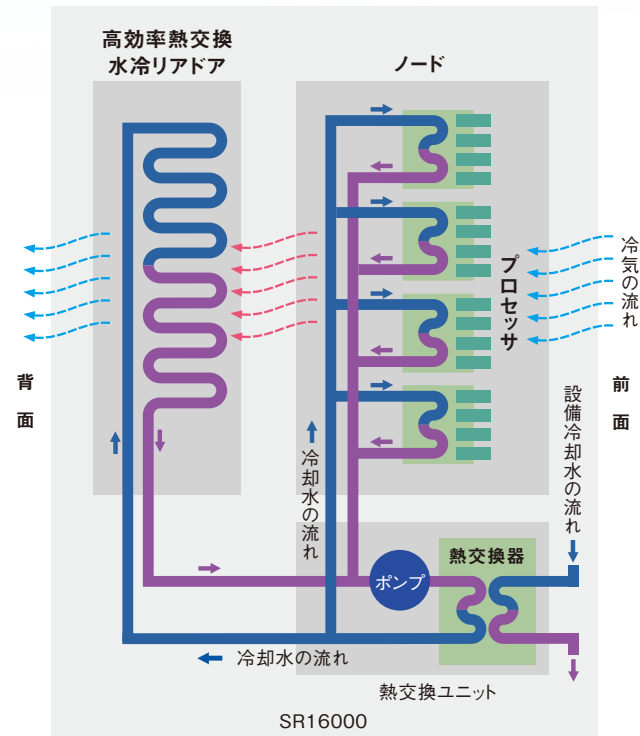 高効率熱交換
水冷リアドア
ノード
プロセッサ
冷気の流れ
背面
前面
設備冷却水の流れ
冷却水の流れ
熱交換器
ポンプ
冷却水の流れ
熱交換ユニット
SR16000